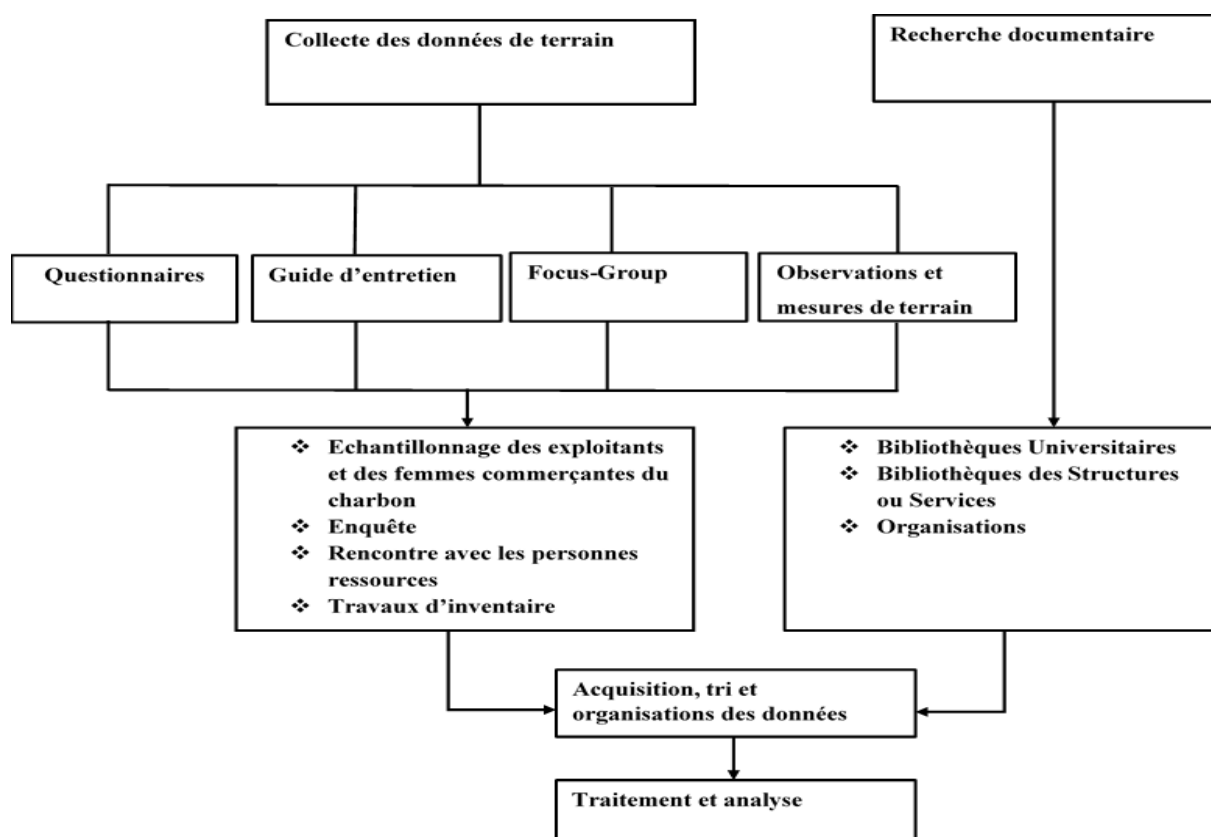 Collecte des données de terrain
Recherche documentaire
Questionnaires
Guide d’entretien
Focus-Group
Observations et
mesures de terrain
❖ Echantillonnage des exploitants
et des femmes commerçantes du
charbon
❖ Enquête
❖ Rencontre avec les personnes
ressources
❖ Travaux d’inventaire
❖ Bibliothèques Universitaires
❖ Bibliothèques des Structures
ou Services
❖ Organisations
Acquisition, tri et
organisations des données
Traitement et analyse